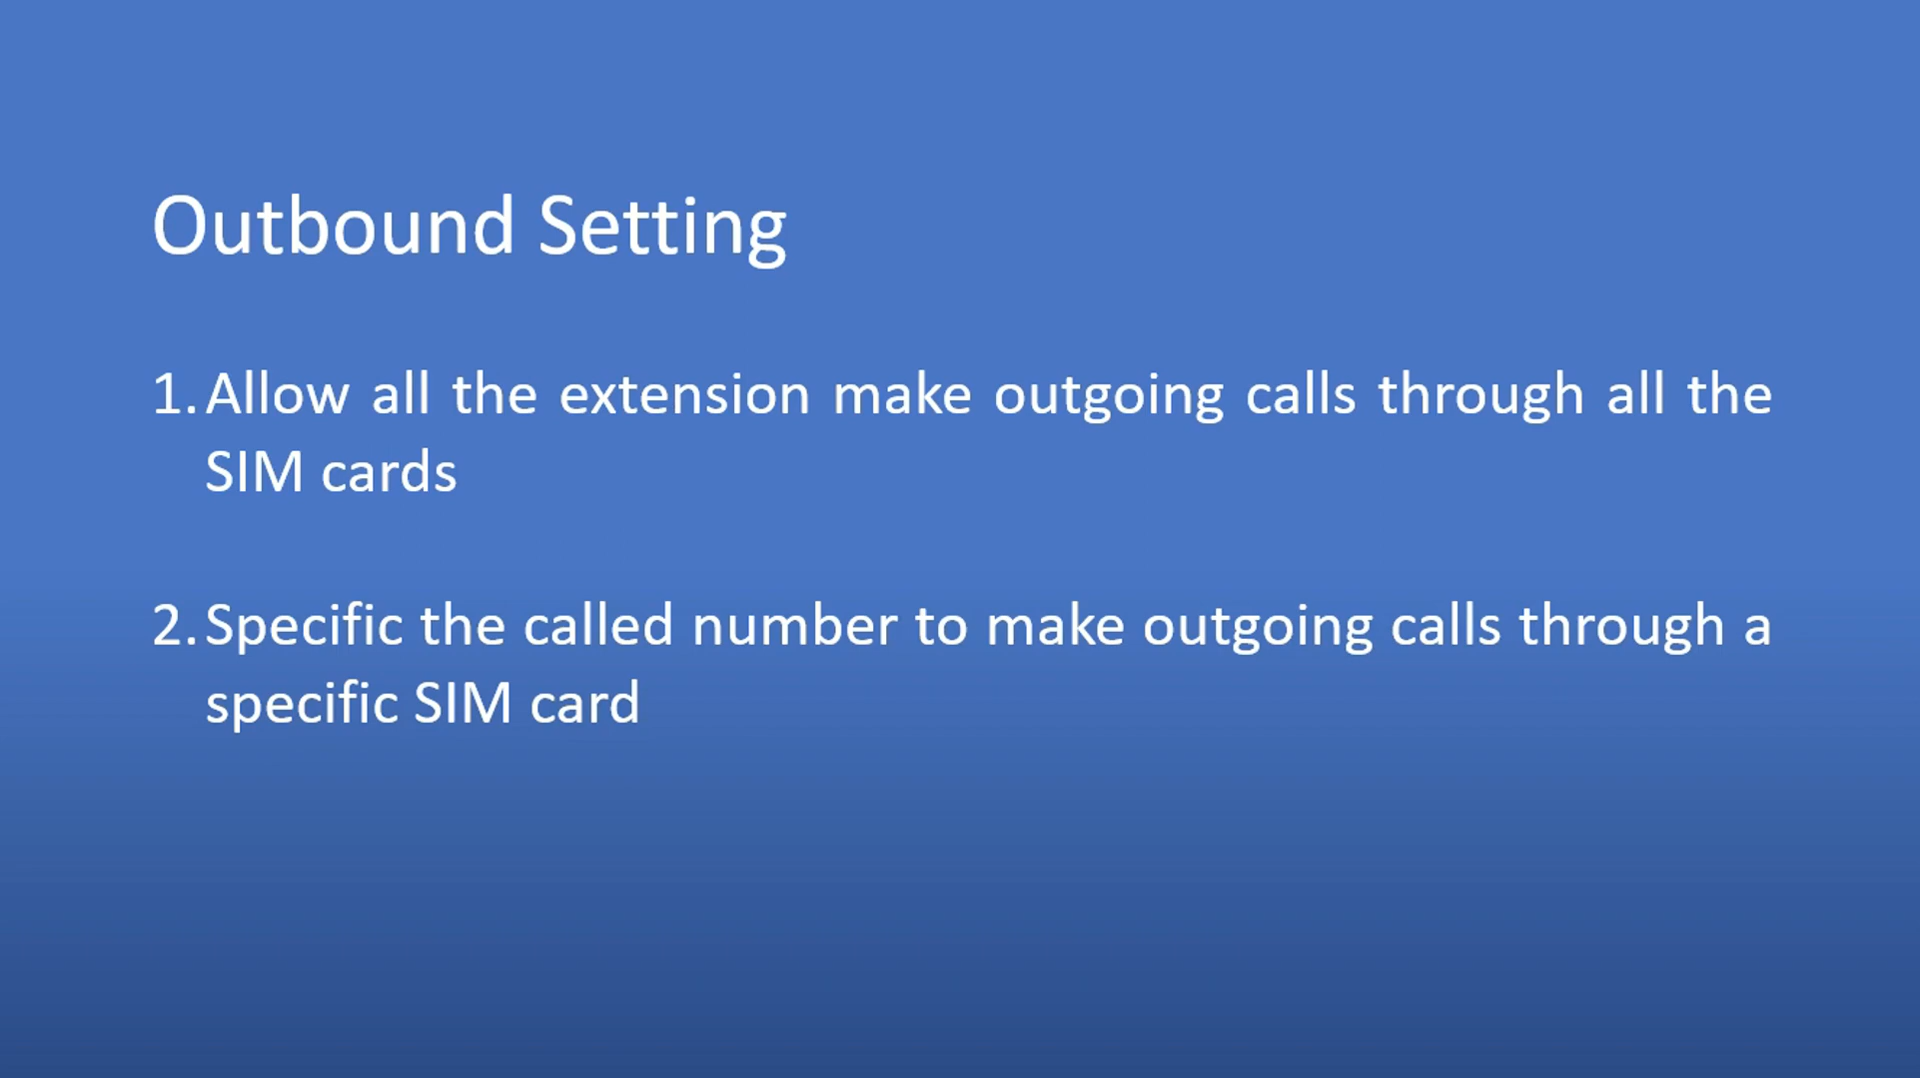 Outbound Setting
1. Allow all the extension make outgoing calls through all the
SIM cards
2. Specific the called number to make outgoing calls through a
specific SIM card